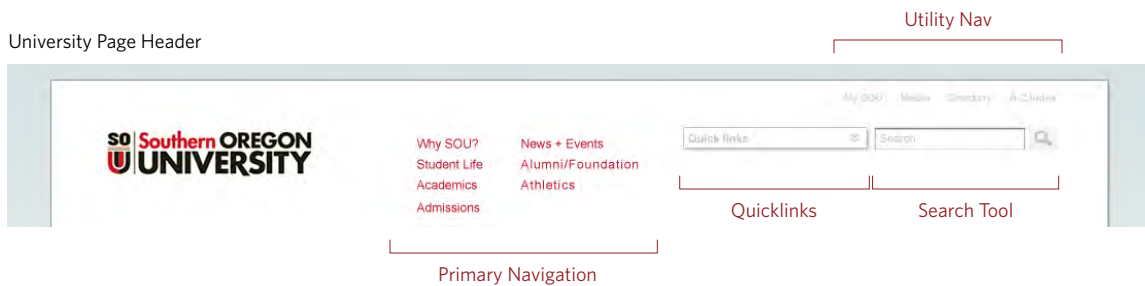 Utility Nav
University Page Header
My SOU Media Directory A-Z Index
SO Southern OREGON
U UNIVERSITY
Why SOU? News + Events
Student Life Alumni/Foundation
Academics Athletics
Admissions
Quick links
Search
Quicklinks Search Tool
Primary Navigation